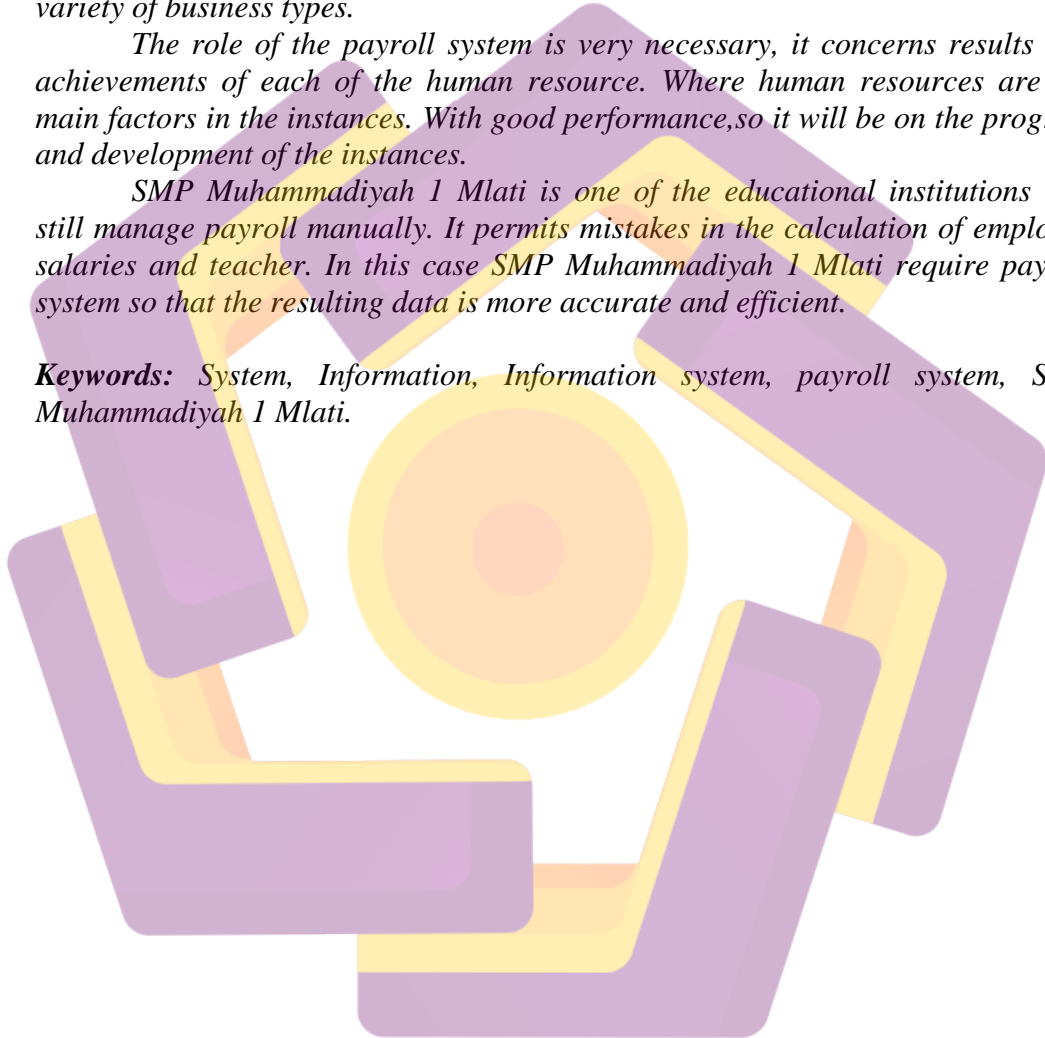 variety of business types.
The role of the payroll system is very necessary, it concerns results
achievements of each of the human resource. Where human resources are
main factors in the instances. With good performance,so it will be on the prog
and development of the instances.
SMP Muhammadiyah 1 Mlati is one of the educational institutions
still manage payroll manually. It permits mistakes in the calculation of emplo
salaries and teacher. In this case SMP Muhammadiyah 1 Mlati require pay
system so that the resulting data is more accurate and efficient.
Keywords: System, Information, Information system, payroll system, S
Muhammadiyah 1 Mlati.